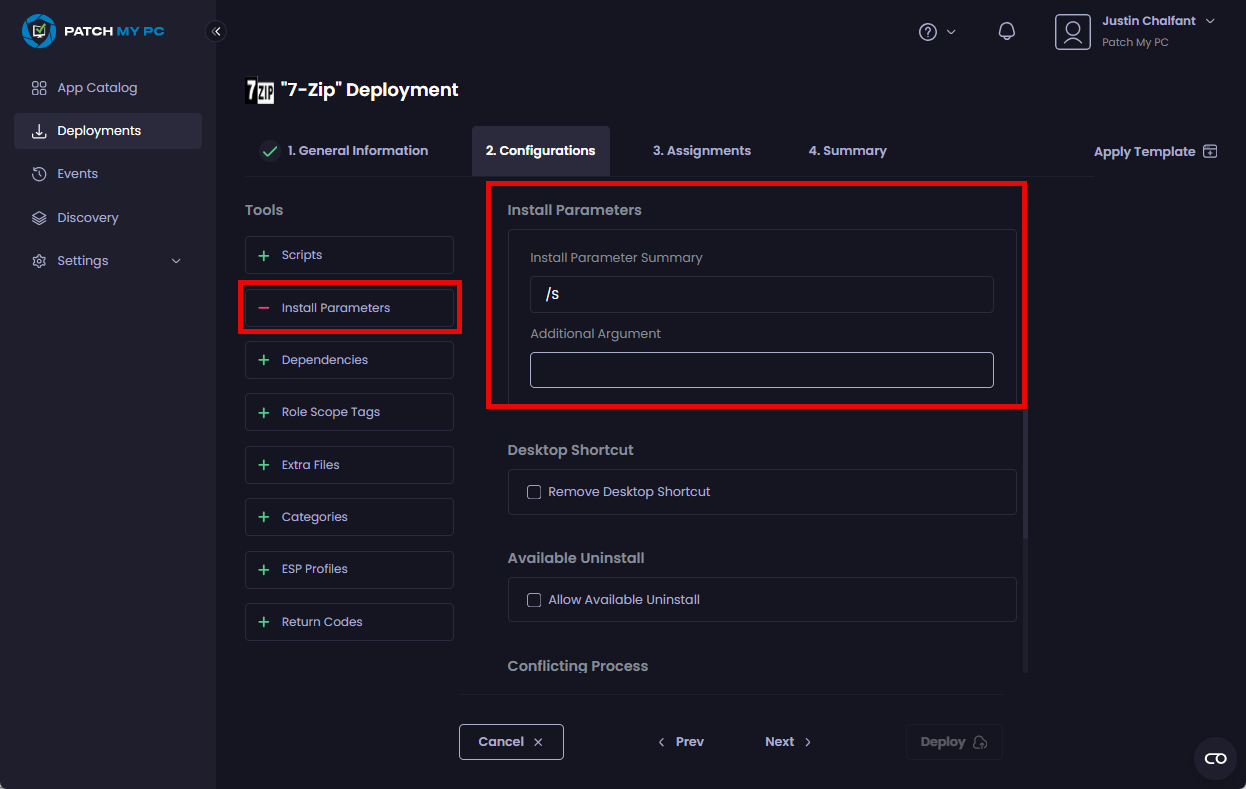 PATCH MY PC
Justin Chalfant
Patch My PC
App Catalog
Deployments
Events
Discovery
Settings
7ZIP "7-Zip" Deployment
1. General Information
2. Configurations
3. Assignments
4. Summary
Apply Template
Tools
Scripts
Install Parameters
Dependencies
Role Scope Tags
Extra Files
Categories
ESP Profiles
Return Codes
Install Parameters
Install Parameter Summary
/S
Additional Argument
Desktop Shortcut
Remove Desktop Shortcut
Available Uninstall
Allow Available Uninstall
Conflicting Process
Cancel
Prev
Next
Deploy